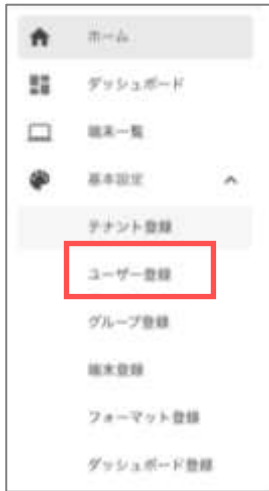 ホーム
ダッシュボード
端末一覧
基本設定
テナント登録
ユーザー登録
グループ登録
端末登録
フォーマット登録
ダッシュボード登録